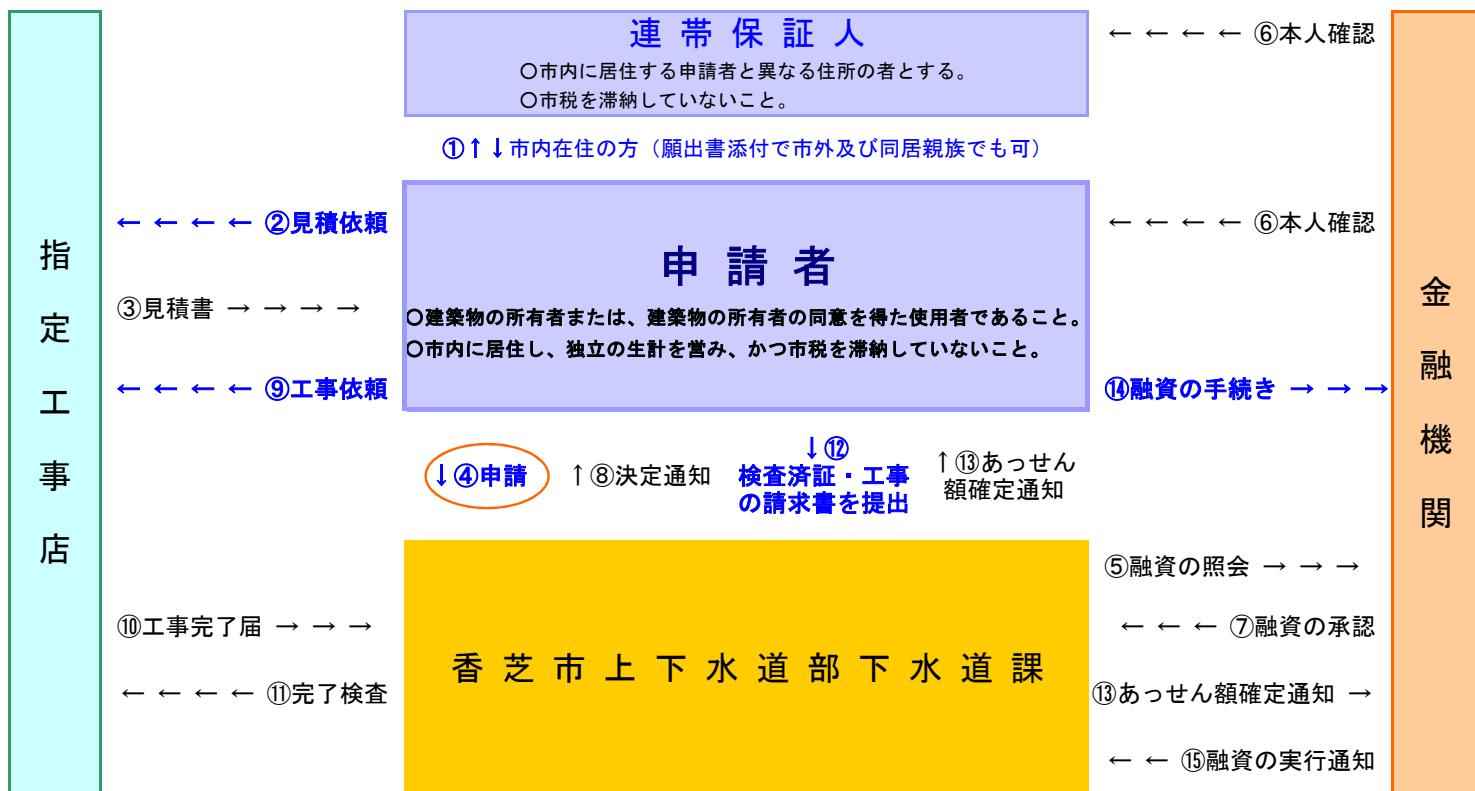 連帯保証人
○市内に居住する申請者と異なる住所の者とする。
○市税を滞納していないこと。
← ← ← ← ⑥本人確認
①↑↓市内在住の方（願出書添付で市外及び同居親族でも可）
指定工事店
← ← ← ← ②見積依頼
③見積書 → → → →
← ← ← ← ⑨工事依頼
申請者
○建築物の所有者または、建築物の所有者の同意を得た使用者であること。
○市内に居住し、独立の生計を営み、かつ市税を滞納していないこと。
← ← ← ← ⑥本人確認
⑭融資の手続き → → →
金融機関
↓④申請
↑⑧決定通知
↓⑫
検査済証・工事
の請求書を提出
↑⑬あっせん
額確定通知
⑩工事完了届 → → →
← ← ← ← ⑪完了検査
香芝市上下水道部下水道課
⑤融資の照会 → → →
← ← ← ⑦融資の承認
⑬あっせん額確定通知 →
← ← ⑮融資の実行通知